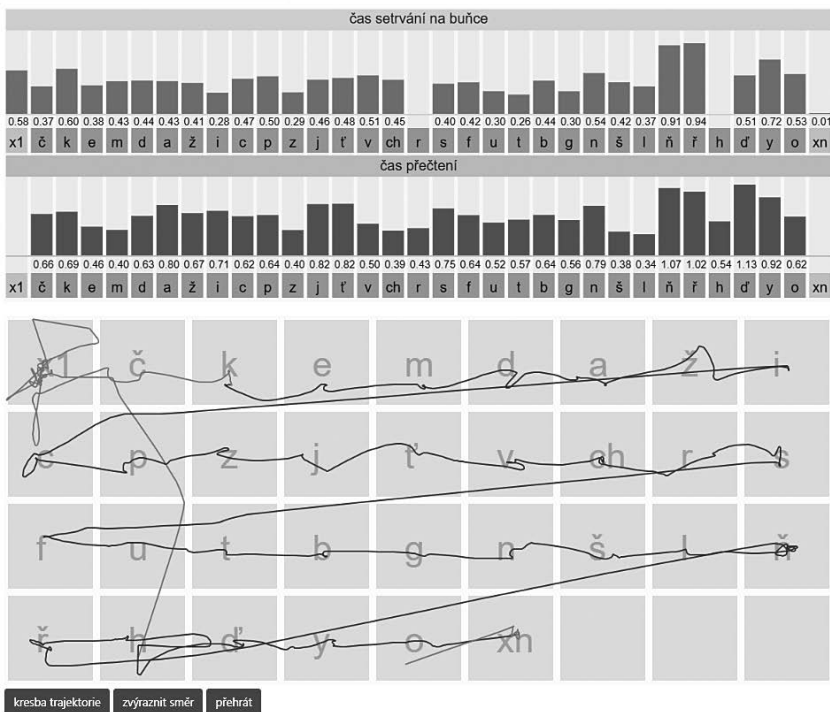 čas setrvání na buňce
0.58 0.37 0.60 0.38 0.43 0.44 0.43 0.41 0.28 0.47 0.50 0.29 0.46 0.48 0.51 0.45 0.40 0.42 0.30 0.26 0.44 0.30 0.54 0.42 0.37 0.91 0.94 0.51 0.72 0.53 0.01
x1 č k e m d a ž i c p z j ť v ch r s f u t b g n š l ň ř h ď y o xn
čas přečtení
0.66 0.69 0.46 0.40 0.63 0.80 0.67 0.71 0.62 0.64 0.40 0.82 0.82 0.50 0.39 0.43 0.75 0.64 0.52 0.57 0.64 0.56 0.79 0.38 0.34 1.07 1.02 0.54 1.13 0.92 0.62
x1 č k e m d a ž i c p z j ť v ch r s f u t b g n š l ň ř h ď y o xn
x1 č k e m d a ž i
c p z j ť v ch r s
f u t b g n š l ň
ř h ď y o xn
kresba trajektorie zvýraznit směr přehrát